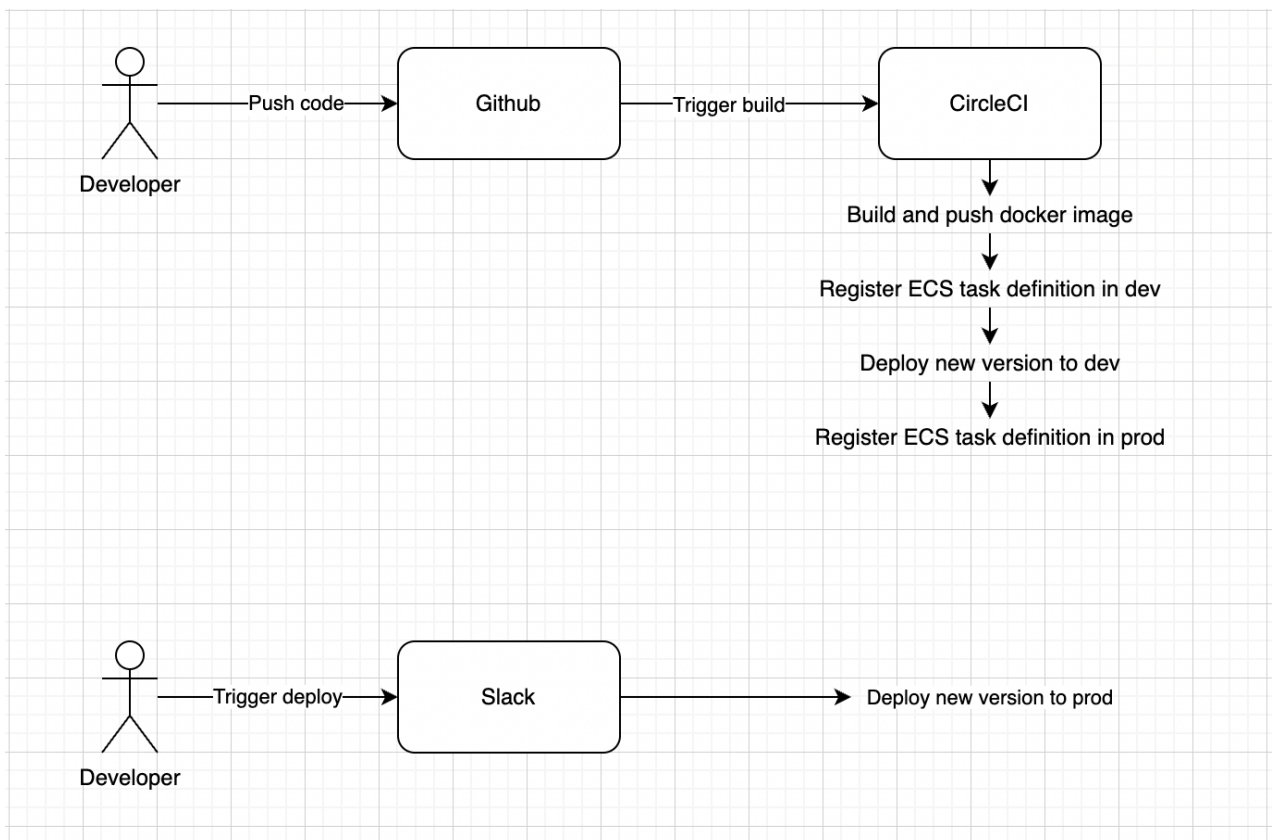 Push code
Github
Trigger build
CircleCI
Developer
Build and push docker image
Register ECS task definition in dev
Deploy new version to dev
Register ECS task definition in prod
Trigger deploy
Slack
Deploy new version to prod
Developer